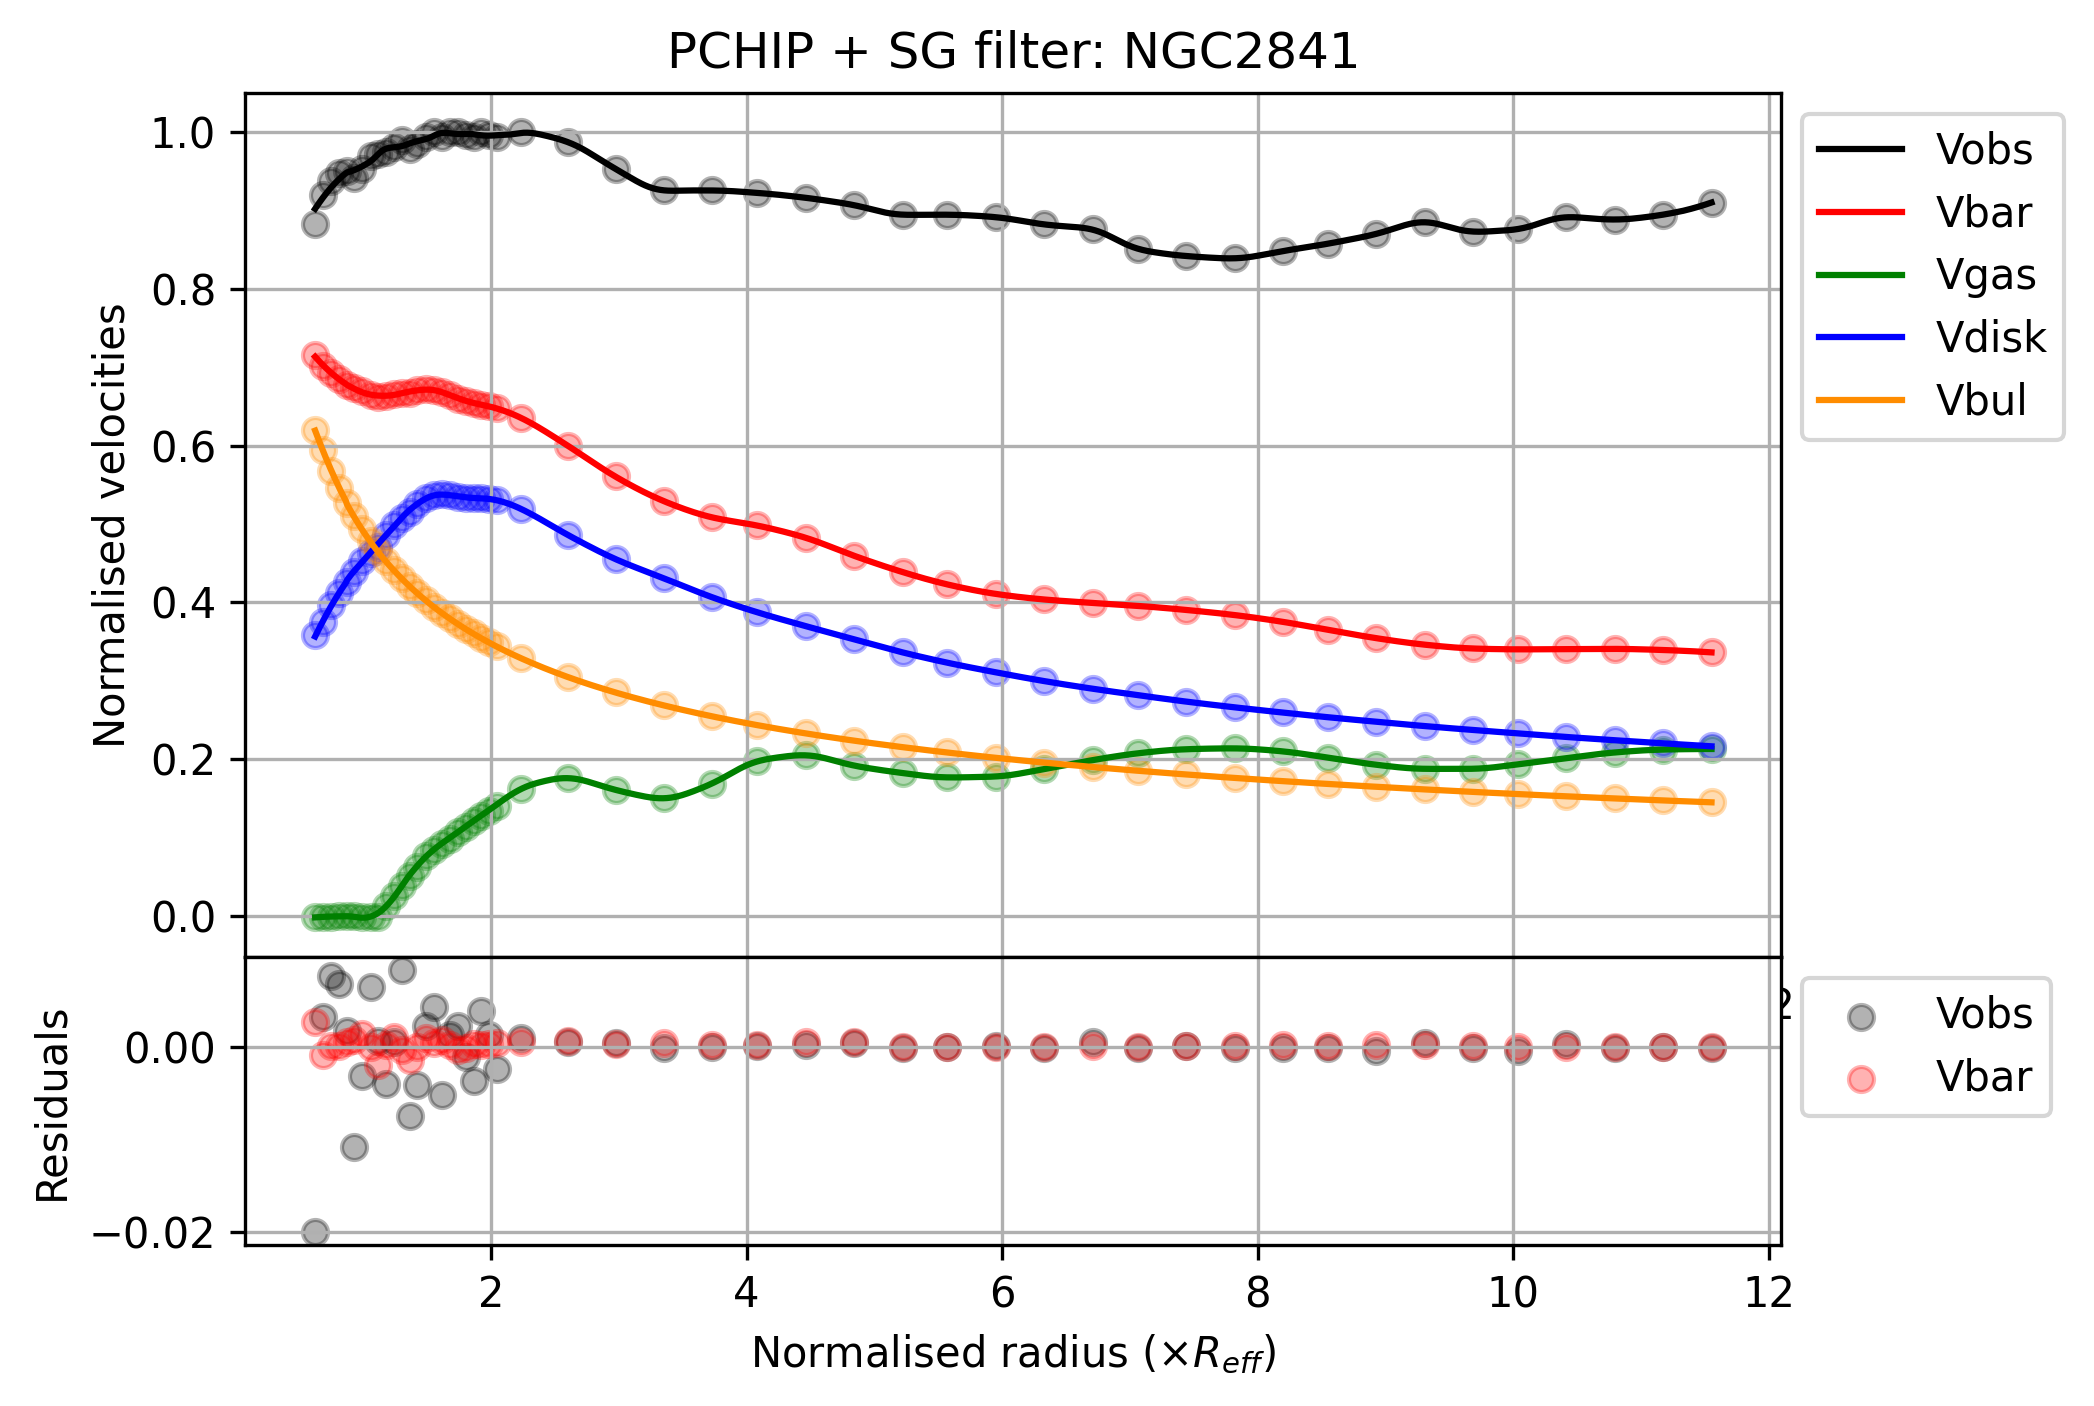 PCHIP + SG filter: NGC2841
Normalised velocities
1.0
0.8
0.6
0.4
0.2
0.0
Vobs
Vbar
Vgas
Vdisk
Vbul
Residuals
0.00
−0.02
Vobs
Vbar
2 4 6 8 10 12
Normalised radius (×R_eff)